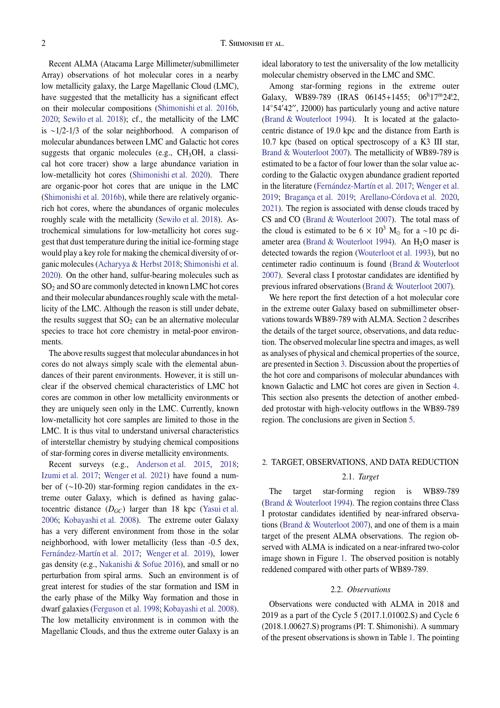 2
T. Shimonishi et al.
Recent ALMA (Atacama Large Millimeter/submillimeter
Array) observations of hot molecular cores in a nearby
low metallicity galaxy, the Large Magellanic Cloud (LMC),
have suggested that the metallicity has a significant effect
on their molecular compositions (Shimonishi et al. 2016b,
2020; Sewiło et al. 2018); cf., the metallicity of the LMC
is ∼1/2-1/3 of the solar neighborhood. A comparison of
molecular abundances between LMC and Galactic hot cores
suggests that organic molecules (e.g., CH₃OH, a classi-
cal hot core tracer) show a large abundance variation in
low-metallicity hot cores (Shimonishi et al. 2020). There
are organic-poor hot cores that are unique in the LMC
(Shimonishi et al. 2016b), while there are relatively organic-
rich hot cores, where the abundances of organic molecules
roughly scale with the metallicity (Sewiło et al. 2018). As-
trochemical simulations for low-metallicity hot cores sug-
gest that dust temperature during the initial ice-forming stage
would play a key role for making the chemical diversity of or-
ganic molecules (Acharyya & Herbst 2018; Shimonishi et al.
2020). On the other hand, sulfur-bearing molecules such as
SO₂ and SO are commonly detected in known LMC hot cores
and their molecular abundances roughly scale with the metal-
licity of the LMC. Although the reason is still under debate,
the results suggest that SO₂ can be an alternative molecular
species to trace hot core chemistry in metal-poor environ-
ments.
The above results suggest that molecular abundances in hot
cores do not always simply scale with the elemental abun-
dances of their parent environments. However, it is still un-
clear if the observed chemical characteristics of LMC hot
cores are common in other low metallicity environments or
they are uniquely seen only in the LMC. Currently, known
low-metallicity hot core samples are limited to those in the
LMC. It is thus vital to understand universal characteristics
of interstellar chemistry by studying chemical compositions
of star-forming cores in diverse metallicity environments.
Recent surveys (e.g., Anderson et al. 2015, 2018;
Izumi et al. 2017; Wenger et al. 2021) have found a num-
ber of (∼10-20) star-forming region candidates in the ex-
treme outer Galaxy, which is defined as having galac-
tocentric distance (D_GC) larger than 18 kpc (Yasui et al.
2006; Kobayashi et al. 2008). The extreme outer Galaxy
has a very different environment from those in the solar
neighborhood, with lower metallicity (less than -0.5 dex,
Fernández-Martín et al. 2017; Wenger et al. 2019), lower
gas density (e.g., Nakanishi & Sofue 2016), and small or no
perturbation from spiral arms. Such an environment is of
great interest for studies of the star formation and ISM in
the early phase of the Milky Way formation and those in
dwarf galaxies (Ferguson et al. 1998; Kobayashi et al. 2008).
The low metallicity environment is in common with the
Magellanic Clouds, and thus the extreme outer Galaxy is an
ideal laboratory to test the universality of the low metallicity
molecular chemistry observed in the LMC and SMC.
Among star-forming regions in the extreme outer
Galaxy, WB89-789 (IRAS 06145+1455; 06ʰ17ᵐ24ˢ.2,
14°54′42″, J2000) has particularly young and active nature
(Brand & Wouterloot 1994). It is located at the galacto-
centric distance of 19.0 kpc and the distance from Earth is
10.7 kpc (based on optical spectroscopy of a K3 III star,
Brand & Wouterloot 2007). The metallicity of WB89-789 is
estimated to be a factor of four lower than the solar value ac-
cording to the Galactic oxygen abundance gradient reported
in the literature (Fernández-Martín et al. 2017; Wenger et al.
2019; Bragança et al. 2019; Arellano-Córdova et al. 2020,
2021). The region is associated with dense clouds traced by
CS and CO (Brand & Wouterloot 2007). The total mass of
the cloud is estimated to be 6 × 10³ M⊙ for a ∼10 pc di-
ameter area (Brand & Wouterloot 1994). An H₂O maser is
detected towards the region (Wouterloot et al. 1993), but no
centimeter radio continuum is found (Brand & Wouterloot
2007). Several class I protostar candidates are identified by
previous infrared observations (Brand & Wouterloot 2007).
We here report the first detection of a hot molecular core
in the extreme outer Galaxy based on submillimeter obser-
vations towards WB89-789 with ALMA. Section 2 describes
the details of the target source, observations, and data reduc-
tion. The observed molecular line spectra and images, as well
as analyses of physical and chemical properties of the source,
are presented in Section 3. Discussion about the properties of
the hot core and comparisons of molecular abundances with
known Galactic and LMC hot cores are given in Section 4.
This section also presents the detection of another embed-
ded protostar with high-velocity outflows in the WB89-789
region. The conclusions are given in Section 5.
2. TARGET, OBSERVATIONS, AND DATA REDUCTION
2.1. Target
The target star-forming region is WB89-789
(Brand & Wouterloot 1994). The region contains three Class
I protostar candidates identified by near-infrared observa-
tions (Brand & Wouterloot 2007), and one of them is a main
target of the present ALMA observations. The region ob-
served with ALMA is indicated on a near-infrared two-color
image shown in Figure 1. The observed position is notably
reddened compared with other parts of WB89-789.
2.2. Observations
Observations were conducted with ALMA in 2018 and
2019 as a part of the Cycle 5 (2017.1.01002.S) and Cycle 6
(2018.1.00627.S) programs (PI: T. Shimonishi). A summary
of the present observations is shown in Table 1. The pointing